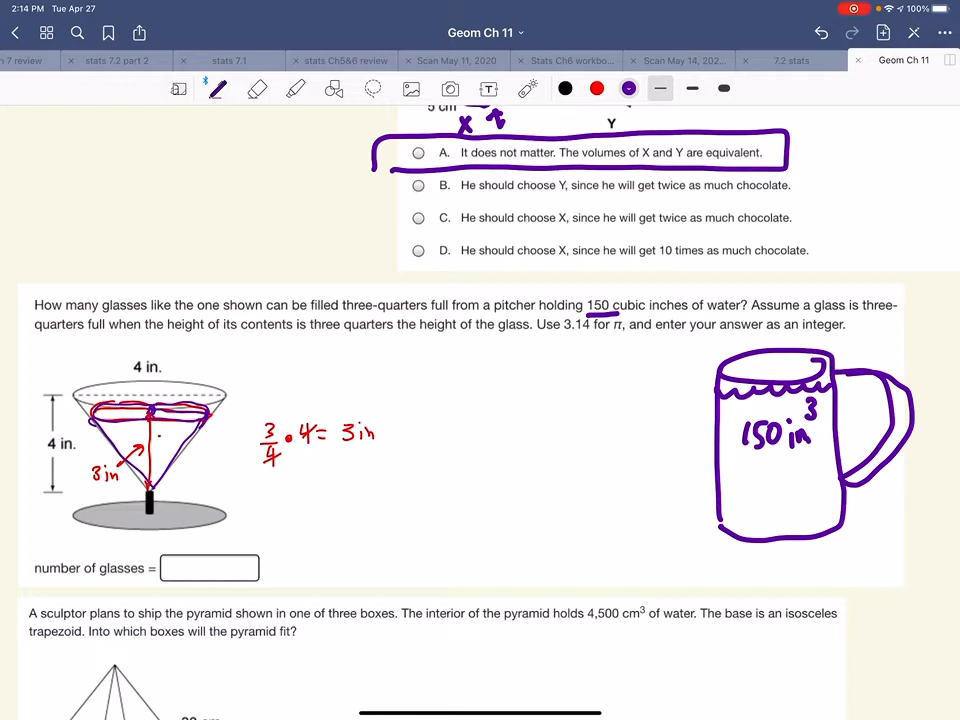 2:14 PM Tue Apr 27
100%
Geom Ch 11
n 7 review
stats 7.2 part 2
stats 7.1
stats Ch5&6 review
Scan May 11, 2020
Stats Ch6 workbo...
Scan May 14, 202...
7.2 stats
Geom Ch 11
5 cm
X
Y
A. It does not matter. The volumes of X and Y are equivalent.
B. He should choose Y, since he will get twice as much chocolate.
C. He should choose X, since he will get twice as much chocolate.
D. He should choose X, since he will get 10 times as much chocolate.
How many glasses like the one shown can be filled three-quarters full from a pitcher holding 150 cubic inches of water? Assume a glass is three-
quarters full when the height of its contents is three quarters the height of the glass. Use 3.14 for π, and enter your answer as an integer.
4 in.
4 in.
3in
3/4 • 4 = 3in
150 in³
number of glasses =
A sculptor plans to ship the pyramid shown in one of three boxes. The interior of the pyramid holds 4,500 cm³ of water. The base is an isosceles
trapezoid. Into which boxes will the pyramid fit?